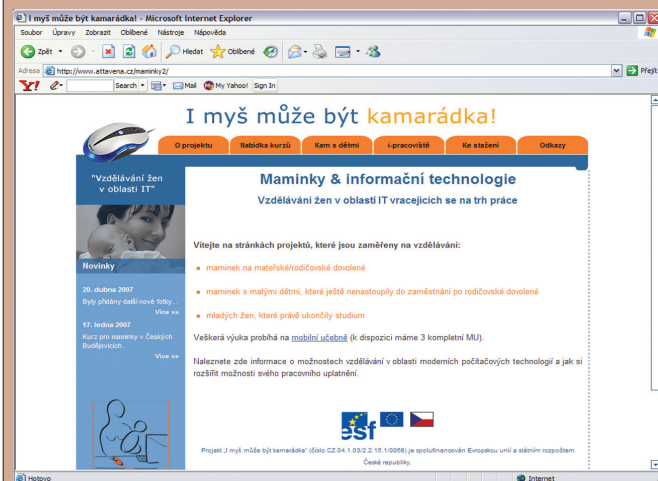 I myš může být kamarádka! - Microsoft Internet Explorer
Soubor Úpravy Zobrazit Oblíbené Nástroje Nápověda
Zpět Hledat Oblíbené
Adresa http://www.attavena.cz/maminky2/ Přejít
Y! Search Mail My Yahoo! Sign In
I myš může být kamarádka!
O projektu Nabídka kurzů Kam s dětmi i-pracoviště Ke stažení Odkazy
"Vzdělávání žen
v oblasti IT"
Novinky
20. dubna 2007
Byly přidány další nové fotky...
Více »»
17. ledna 2007
Kurz pro maminky v Českých
Budějovicích..
Více »»
Maminky & informační technologie
Vzdělávání žen v oblasti IT vracejících se na trh práce
Vítejte na stránkách projektů, které jsou zaměřeny na vzdělávání:
maminek na mateřské/rodičovské dovolené
maminek s malými dětmi, které ještě nenastoupily do zaměstnání po rodičovské dovolené
mladých žen, které právě ukončily studium
Veškerá výuka probíhá na mobilní učebně (k dispozici máme 3 kompletní MU).
Naleznete zde informace o možnostech vzdělávání v oblasti moderních počítačových technologií a jak si
rozšířit možnosti svého pracovního uplatnění.
esf
Projekt „I myš může být kamarádka" (číslo CZ.04.1.03/2.2.15.1/0068) je spolufinancován Evropskou unií a státním rozpočtem
České republiky.
Hotovo Internet